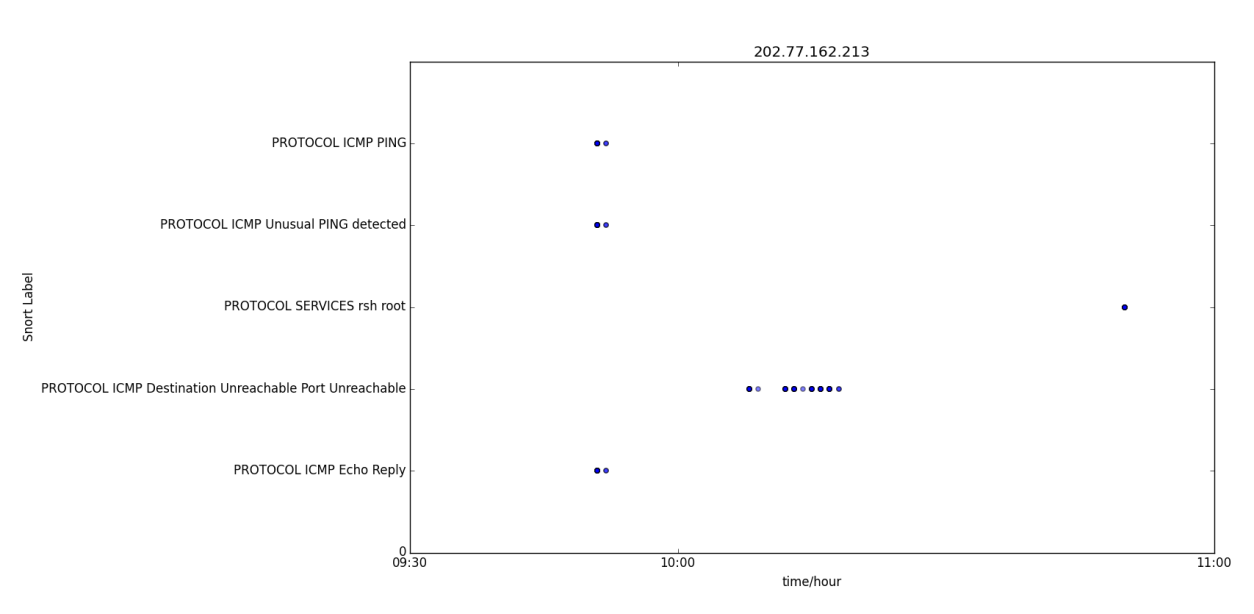 202.77.162.213
PROTOCOL ICMP PING
PROTOCOL ICMP Unusual PING detected
PROTOCOL SERVICES rsh root
PROTOCOL ICMP Destination Unreachable Port Unreachable
PROTOCOL ICMP Echo Reply
0
Snort Label
09:30
10:00
11:00
time/hour